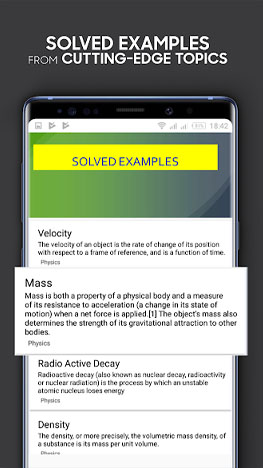 SOLVED EXAMPLES
FROM CUTTING-EDGE TOPICS
18:42
SOLVED EXAMPLES
Velocity
The velocity of an object is the rate of change of its position
with respect to a frame of reference, and is a function of time.
Physics
Mass
Mass is both a property of a physical body and a measure
of its resistance to acceleration (a change in its state of
motion) when a net force is applied.[1] The object's mass also
determines the strength of its gravitational attraction to other
bodies.
Physics
Radio Active Decay
Radioactive decay (also known as nuclear decay, radioactivity
or nuclear radiation) is the process by which an unstable
atomic nucleus loses energy
Physics
Density
The density, or more precisely, the volumetric mass density, of
a substance is its mass per unit volume.